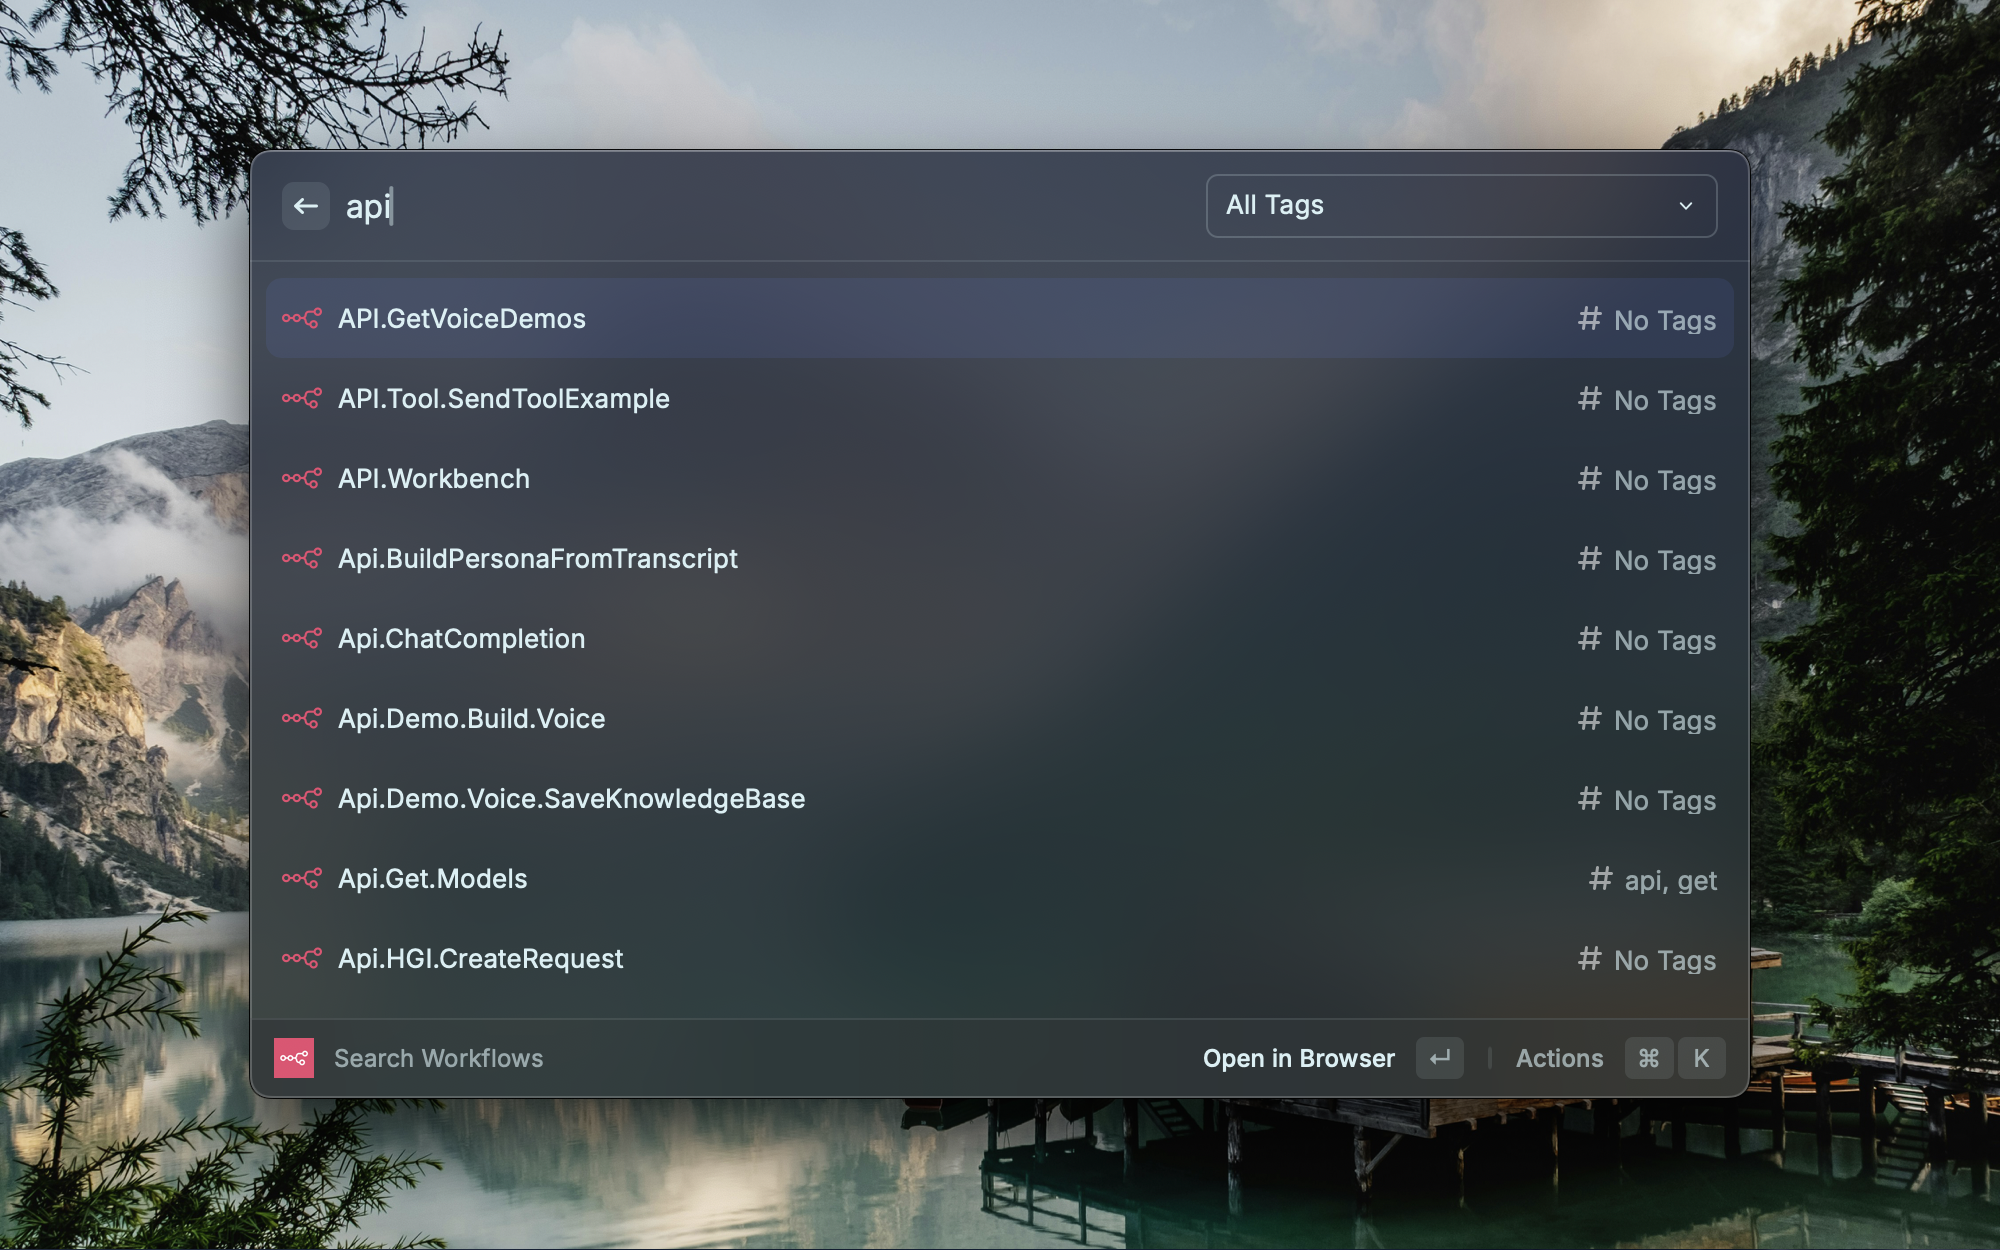 api
All Tags
API.GetVoiceDemos
# No Tags
API.Tool.SendToolExample
# No Tags
API.Workbench
# No Tags
Api.BuildPersonaFromTranscript
# No Tags
Api.ChatCompletion
# No Tags
Api.Demo.Build.Voice
# No Tags
Api.Demo.Voice.SaveKnowledgeBase
# No Tags
Api.Get.Models
# api, get
Api.HGI.CreateRequest
# No Tags
Search Workflows
Open in Browser
Actions ⌘ K